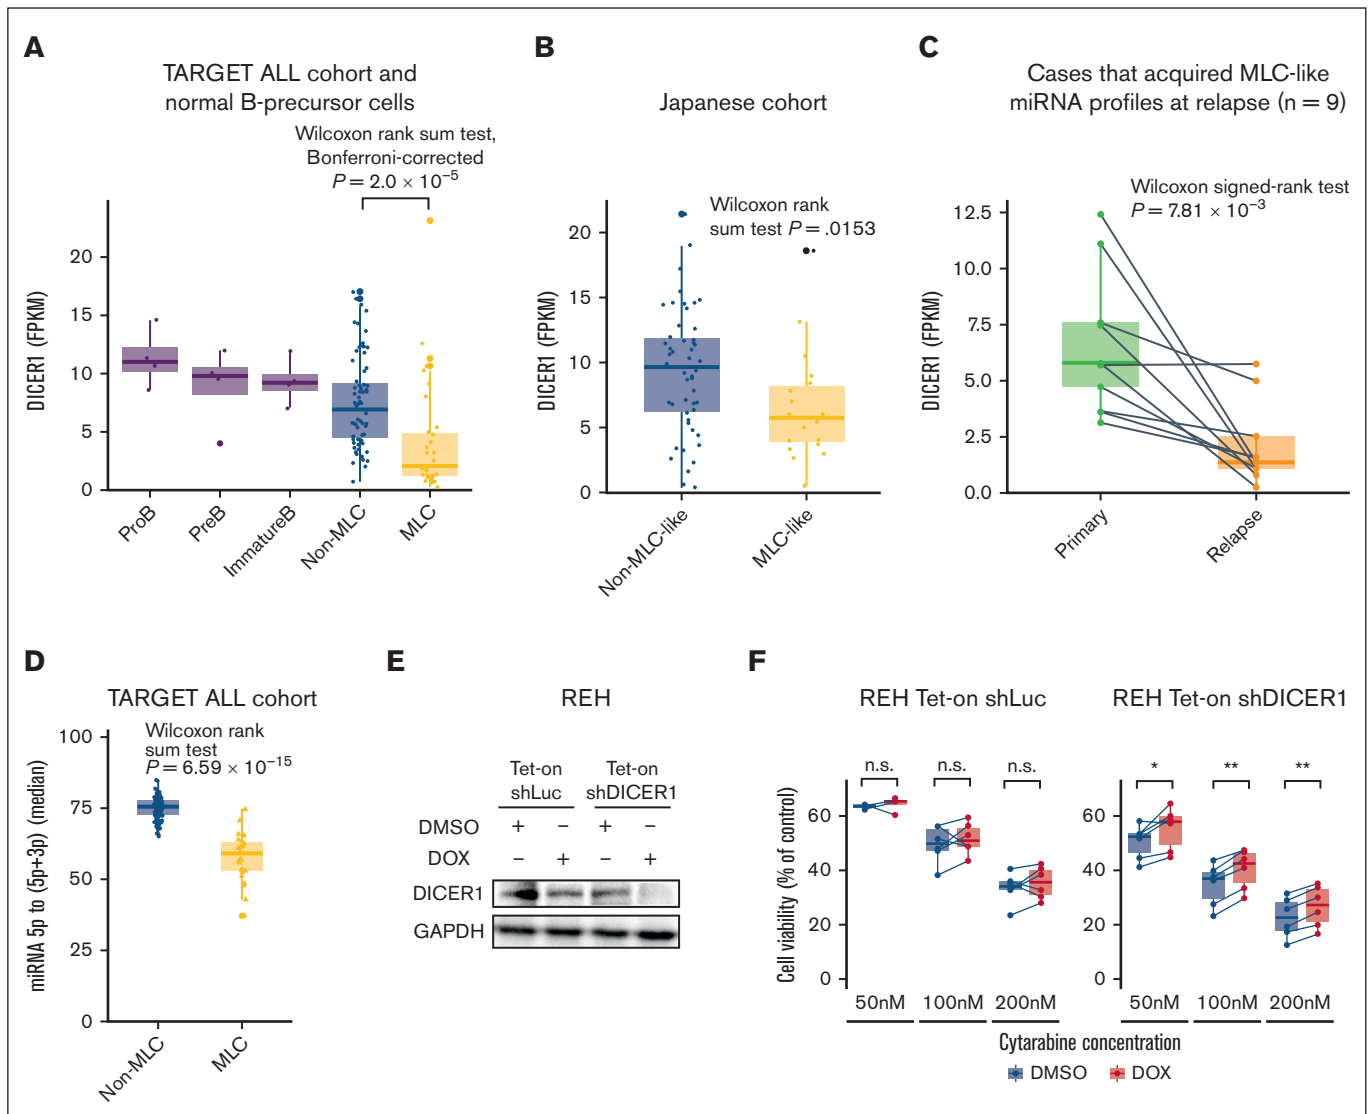 A
TARGET ALL cohort and
normal B-precursor cells
Wilcoxon rank sum test,
Bonferroni-corrected
P = 2.0 × 10⁻⁵
DICER1 (FPKM)
20
15
10
5
0
ProB
PreB
ImmatureB
Non-MLC
MLC
B
Japanese cohort
Wilcoxon rank
sum test P = .0153
DICER1 (FPKM)
20
15
10
5
0
Non-MLC-like
MLC-like
C
Cases that acquired MLC-like
miRNA profiles at relapse (n = 9)
Wilcoxon signed-rank test
P = 7.81 × 10⁻³
DICER1 (FPKM)
12.5
10.0
7.5
5.0
2.5
0.0
Primary
Relapse
D
TARGET ALL cohort
Wilcoxon rank
sum test
P = 6.59 × 10⁻¹⁵
miRNA 5p to (5p+3p) (median)
100
75
50
25
0
Non-MLC
MLC
E
REH
Tet-on Tet-on
shLuc shDICER1
DMSO + – + –
DOX – + – +
DICER1
GAPDH
F
REH Tet-on shLuc
n.s. n.s. n.s.
Cell viability (% of control)
60
40
20
0
50nM 100nM 200nM
REH Tet-on shDICER1
* ** **
60
40
20
0
50nM 100nM 200nM
Cytarabine concentration
DMSO DOX